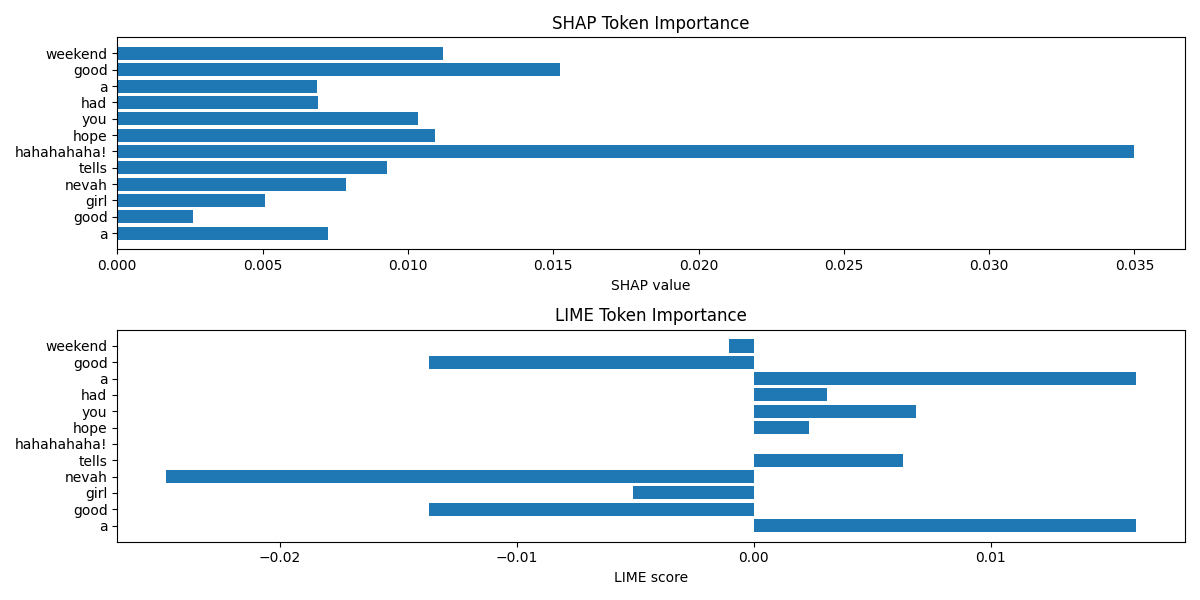 SHAP Token Importance
weekend
good
a
had
you
hope
hahahahaha!
tells
nevah
girl
good
a
0.000 0.005 0.010 0.015 0.020 0.025 0.030 0.035
SHAP value
LIME Token Importance
weekend
good
a
had
you
hope
hahahahaha!
tells
nevah
girl
good
a
−0.02 −0.01 0.00 0.01
LIME score